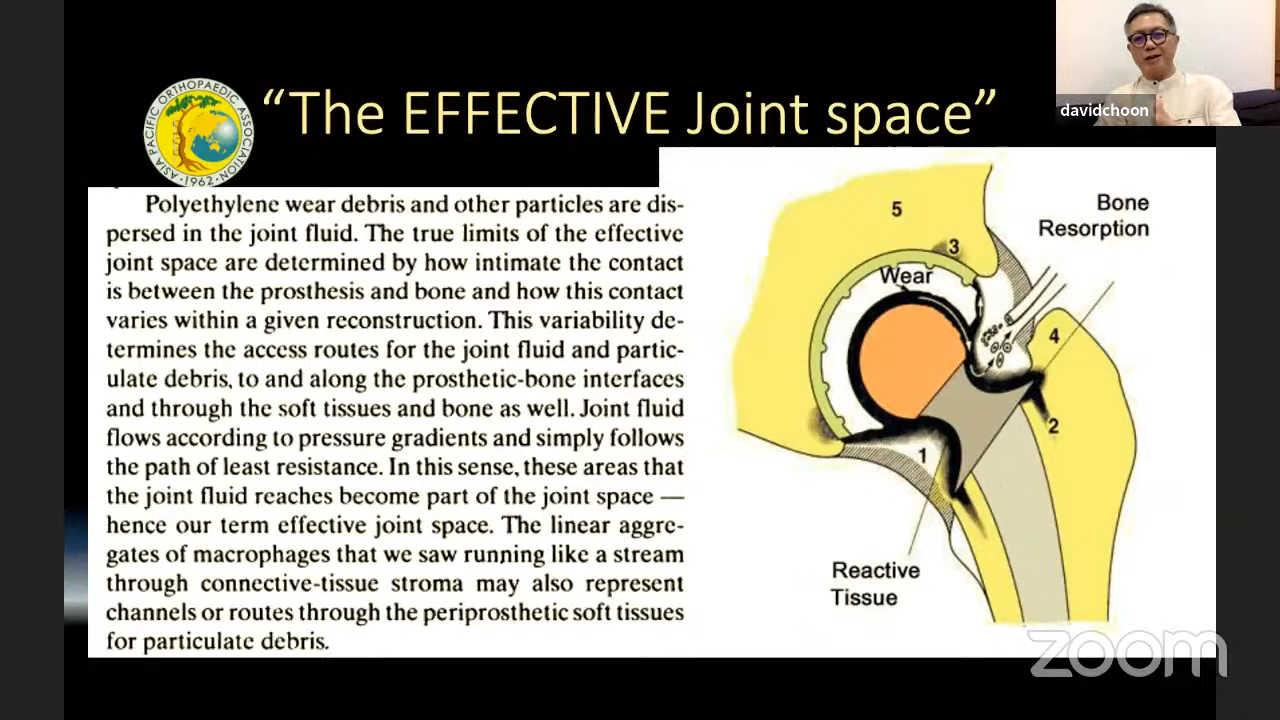 davidchoon
ASIA PACIFIC ORTHOPAEDIC ASSOCIATION
·1962·
“The EFFECTIVE Joint space”
Polyethylene wear debris and other particles are dis-
persed in the joint fluid. The true limits of the effective
joint space are determined by how intimate the contact
is between the prosthesis and bone and how this contact
varies within a given reconstruction. This variability de-
termines the access routes for the joint fluid and partic-
ulate debris, to and along the prosthetic-bone interfaces
and through the soft tissues and bone as well. Joint fluid
flows according to pressure gradients and simply follows
the path of least resistance. In this sense, these areas that
the joint fluid reaches become part of the joint space —
hence our term effective joint space. The linear aggre-
gates of macrophages that we saw running like a stream
through connective-tissue stroma may also represent
channels or routes through the periprosthetic soft tissues
for particulate debris.
5
Bone
Resorption
3
Wear
4
2
1
Reactive
Tissue
zoom